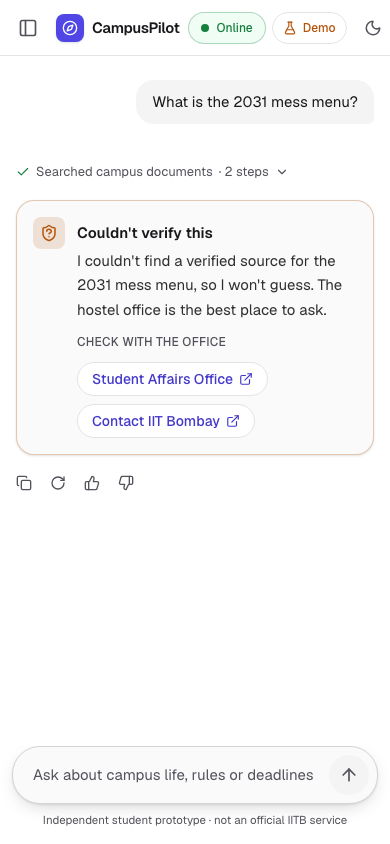 CampusPilot
Online
Demo
What is the 2031 mess menu?
Searched campus documents · 2 steps
Couldn't verify this
I couldn't find a verified source for the
2031 mess menu, so I won't guess. The
hostel office is the best place to ask.
CHECK WITH THE OFFICE
Student Affairs Office
Contact IIT Bombay
Ask about campus life, rules or deadlines
Independent student prototype · not an official IITB service